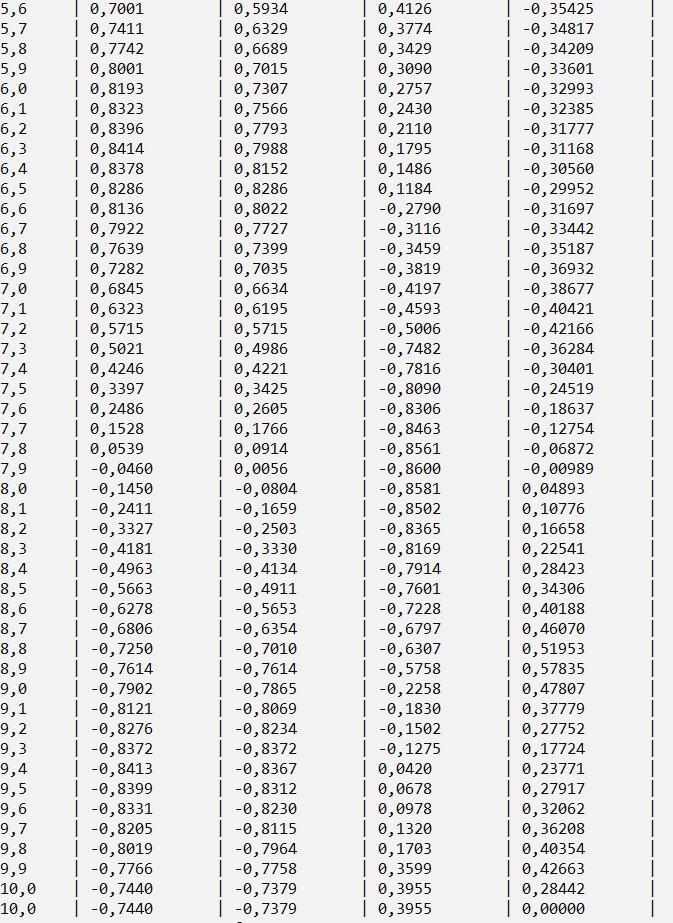 5,6 | 0,7001 | 0,5934 | 0,4126 | -0,35425 |
5,7 | 0,7411 | 0,6329 | 0,3774 | -0,34817 |
5,8 | 0,7742 | 0,6689 | 0,3429 | -0,34209 |
5,9 | 0,8001 | 0,7015 | 0,3090 | -0,33601 |
6,0 | 0,8193 | 0,7307 | 0,2757 | -0,32993 |
6,1 | 0,8323 | 0,7566 | 0,2430 | -0,32385 |
6,2 | 0,8396 | 0,7793 | 0,2110 | -0,31777 |
6,3 | 0,8414 | 0,7988 | 0,1795 | -0,31168 |
6,4 | 0,8378 | 0,8152 | 0,1486 | -0,30560 |
6,5 | 0,8286 | 0,8286 | 0,1184 | -0,29952 |
6,6 | 0,8136 | 0,8022 | -0,2790 | -0,31697 |
6,7 | 0,7922 | 0,7727 | -0,3116 | -0,33442 |
6,8 | 0,7639 | 0,7399 | -0,3459 | -0,35187 |
6,9 | 0,7282 | 0,7035 | -0,3819 | -0,36932 |
7,0 | 0,6845 | 0,6634 | -0,4197 | -0,38677 |
7,1 | 0,6323 | 0,6195 | -0,4593 | -0,40421 |
7,2 | 0,5715 | 0,5715 | -0,5006 | -0,42166 |
7,3 | 0,5021 | 0,4986 | -0,7482 | -0,36284 |
7,4 | 0,4246 | 0,4221 | -0,7816 | -0,30401 |
7,5 | 0,3397 | 0,3425 | -0,8090 | -0,24519 |
7,6 | 0,2486 | 0,2605 | -0,8306 | -0,18637 |
7,7 | 0,1528 | 0,1766 | -0,8463 | -0,12754 |
7,8 | 0,0539 | 0,0914 | -0,8561 | -0,06872 |
7,9 | -0,0460 | 0,0056 | -0,8600 | -0,00989 |
8,0 | -0,1450 | -0,0804 | -0,8581 | 0,04893 |
8,1 | -0,2411 | -0,1659 | -0,8502 | 0,10776 |
8,2 | -0,3327 | -0,2503 | -0,8365 | 0,16658 |
8,3 | -0,4181 | -0,3330 | -0,8169 | 0,22541 |
8,4 | -0,4963 | -0,4134 | -0,7914 | 0,28423 |
8,5 | -0,5663 | -0,4911 | -0,7601 | 0,34306 |
8,6 | -0,6278 | -0,5653 | -0,7228 | 0,40188 |
8,7 | -0,6806 | -0,6354 | -0,6797 | 0,46070 |
8,8 | -0,7250 | -0,7010 | -0,6307 | 0,51953 |
8,9 | -0,7614 | -0,7614 | -0,5758 | 0,57835 |
9,0 | -0,7902 | -0,7865 | -0,2258 | 0,47807 |
9,1 | -0,8121 | -0,8069 | -0,1830 | 0,37779 |
9,2 | -0,8276 | -0,8234 | -0,1502 | 0,27752 |
9,3 | -0,8372 | -0,8372 | -0,1275 | 0,17724 |
9,4 | -0,8413 | -0,8367 | 0,0420 | 0,23771 |
9,5 | -0,8399 | -0,8312 | 0,0678 | 0,27917 |
9,6 | -0,8331 | -0,8230 | 0,0978 | 0,32062 |
9,7 | -0,8205 | -0,8115 | 0,1320 | 0,36208 |
9,8 | -0,8019 | -0,7964 | 0,1703 | 0,40354 |
9,9 | -0,7766 | -0,7758 | 0,3599 | 0,42663 |
10,0 | -0,7440 | -0,7379 | 0,3955 | 0,28442 |
10,0 | -0,7440 | -0,7379 | 0,3955 | 0,00000 |